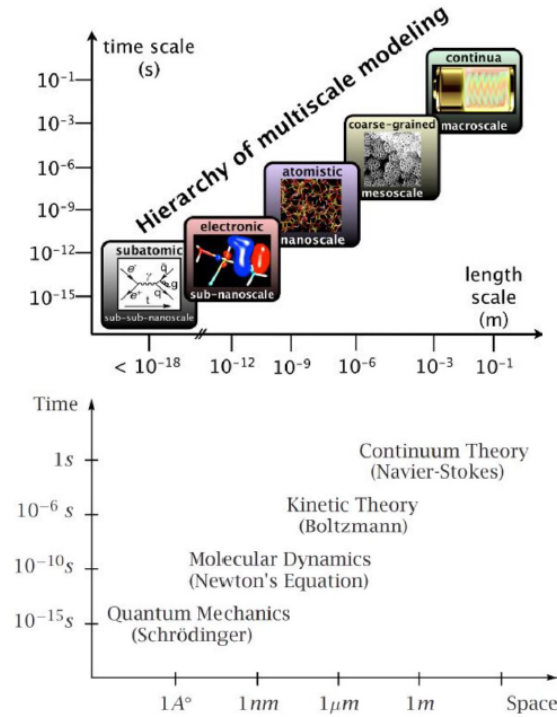 time scale
(s)
Hierarchy of multiscale modeling
10⁻¹
10⁻³
10⁻⁶
10⁻⁹
10⁻¹²
10⁻¹⁵
continua
macroscale
coarse-grained
mesoscale
atomistic
nanoscale
electronic
sub-nanoscale
subatomic
e⁻
γ
q̄
g
e⁺
t
q
sub-sub-nanoscale
length
scale
(m)
< 10⁻¹⁸
10⁻¹²
10⁻⁹
10⁻⁶
10⁻³
10⁻¹
Time
1s
10⁻⁶ s
10⁻¹⁰s
10⁻¹⁵s
Continuum Theory
(Navier-Stokes)
Kinetic Theory
(Boltzmann)
Molecular Dynamics
(Newton's Equation)
Quantum Mechanics
(Schrödinger)
1A°
1nm
1μm
1m
Space